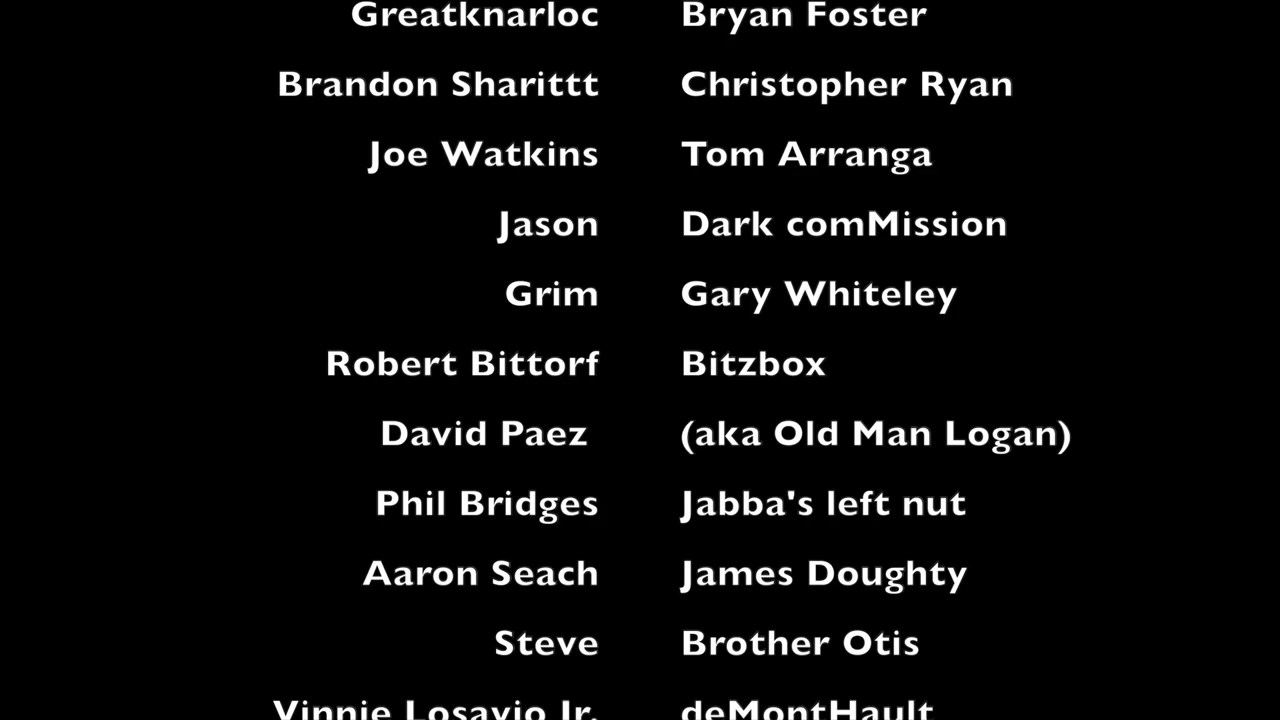 Greatknarloc Bryan Foster
Brandon Sharittt Christopher Ryan
Joe Watkins Tom Arranga
Jason Dark comMission
Grim Gary Whiteley
Robert Bittorf Bitzbox
David Paez (aka Old Man Logan)
Phil Bridges Jabba's left nut
Aaron Seach James Doughty
Steve Brother Otis
Vinnie Losavio Jr. deMontHault